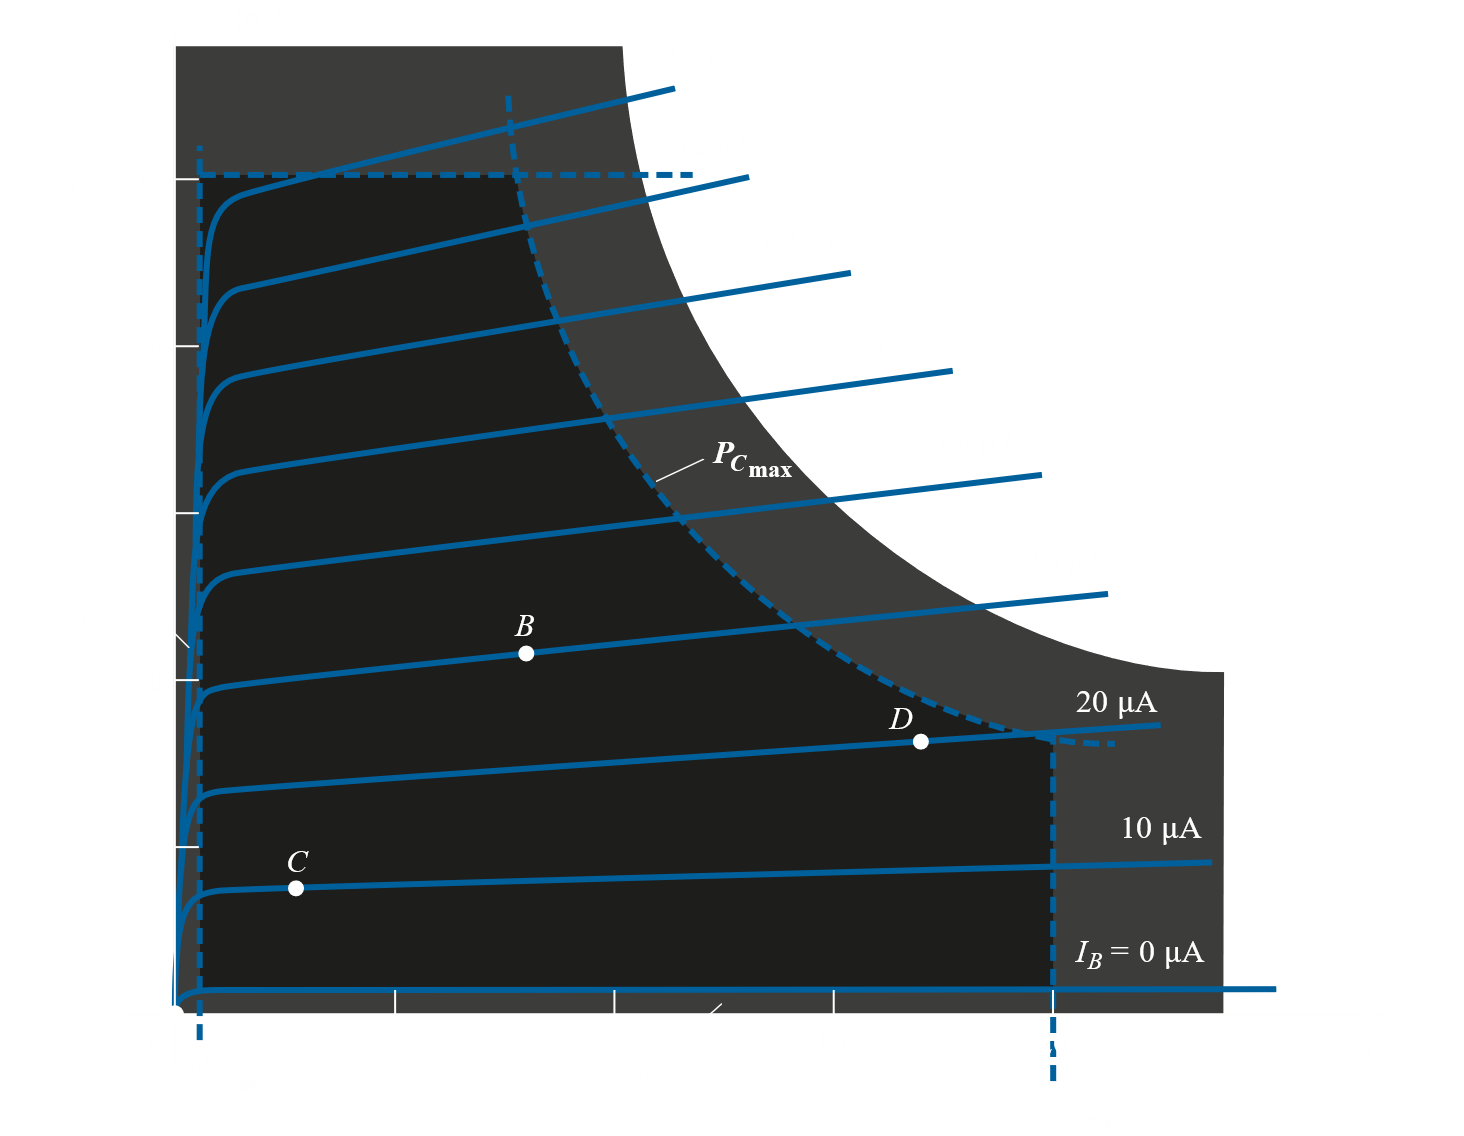 P_C max
B
20 μA
D
10 μA
C
I_B = 0 μA